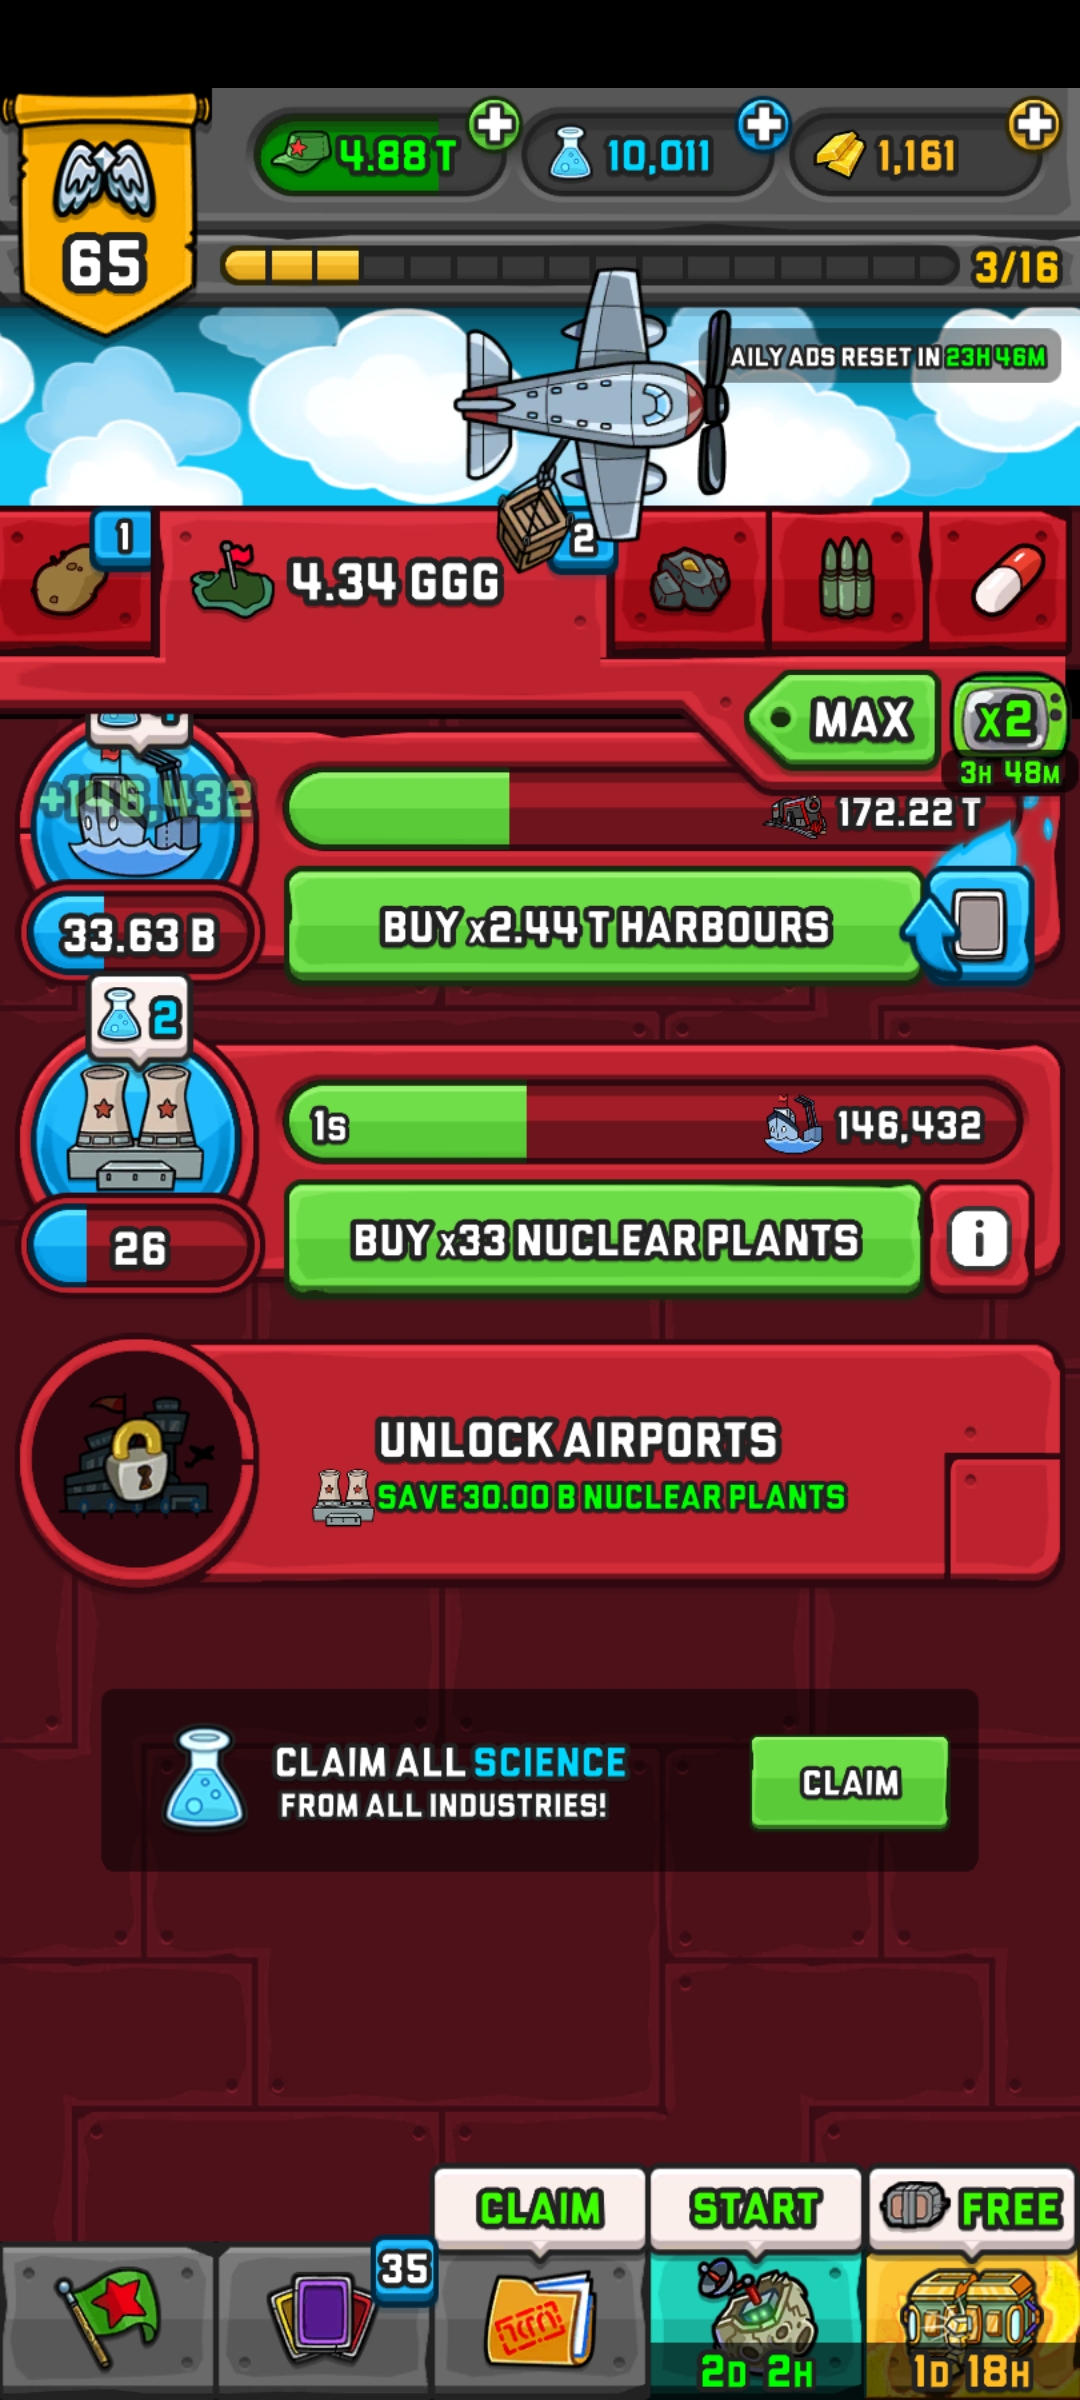 65
4.88 T
10,011
1,161
3/16
AILY ADS RESET IN 23H 46M
1
4.34 GGG
2
MAX
x2
3H 48M
+146,432
172.22 T
33.63 B
BUY x2.44 T HARBOURS
2
1s
146,432
26
BUY x33 NUCLEAR PLANTS
i
UNLOCK AIRPORTS
SAVE 30.00 B NUCLEAR PLANTS
CLAIM ALL SCIENCE
FROM ALL INDUSTRIES!
CLAIM
CLAIM
START
FREE
35
2D 2H
1D 18H